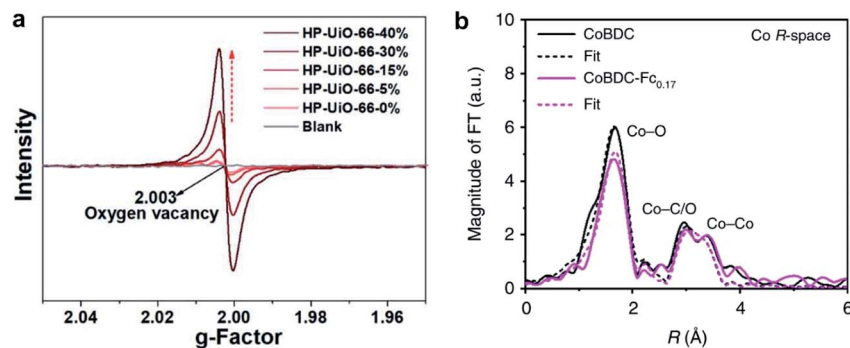 a
HP-UiO-66-40%
HP-UiO-66-30%
HP-UiO-66-15%
HP-UiO-66-5%
HP-UiO-66-0%
Blank
2.003
Oxygen vacancy
Intensity
2.04
2.02
2.00
1.98
1.96
g-Factor
b
CoBDC
Fit
CoBDC-Fc0.17
Fit
Co R-space
Co–O
Co–C/O
Co–Co
Magnitude of FT (a.u.)
10
8
6
4
2
0
0
2
4
6
R (Å)